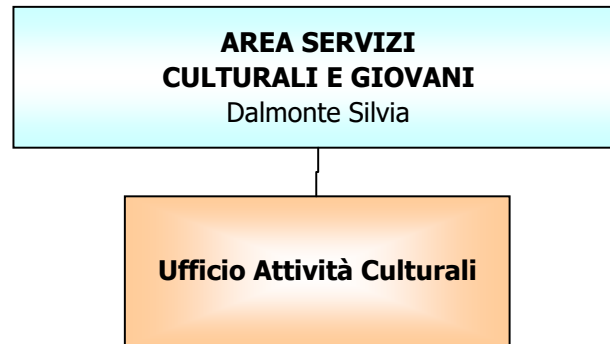 AREA SERVIZI
CULTURALI E GIOVANI
Dalmonte Silvia
Ufficio Attività Culturali